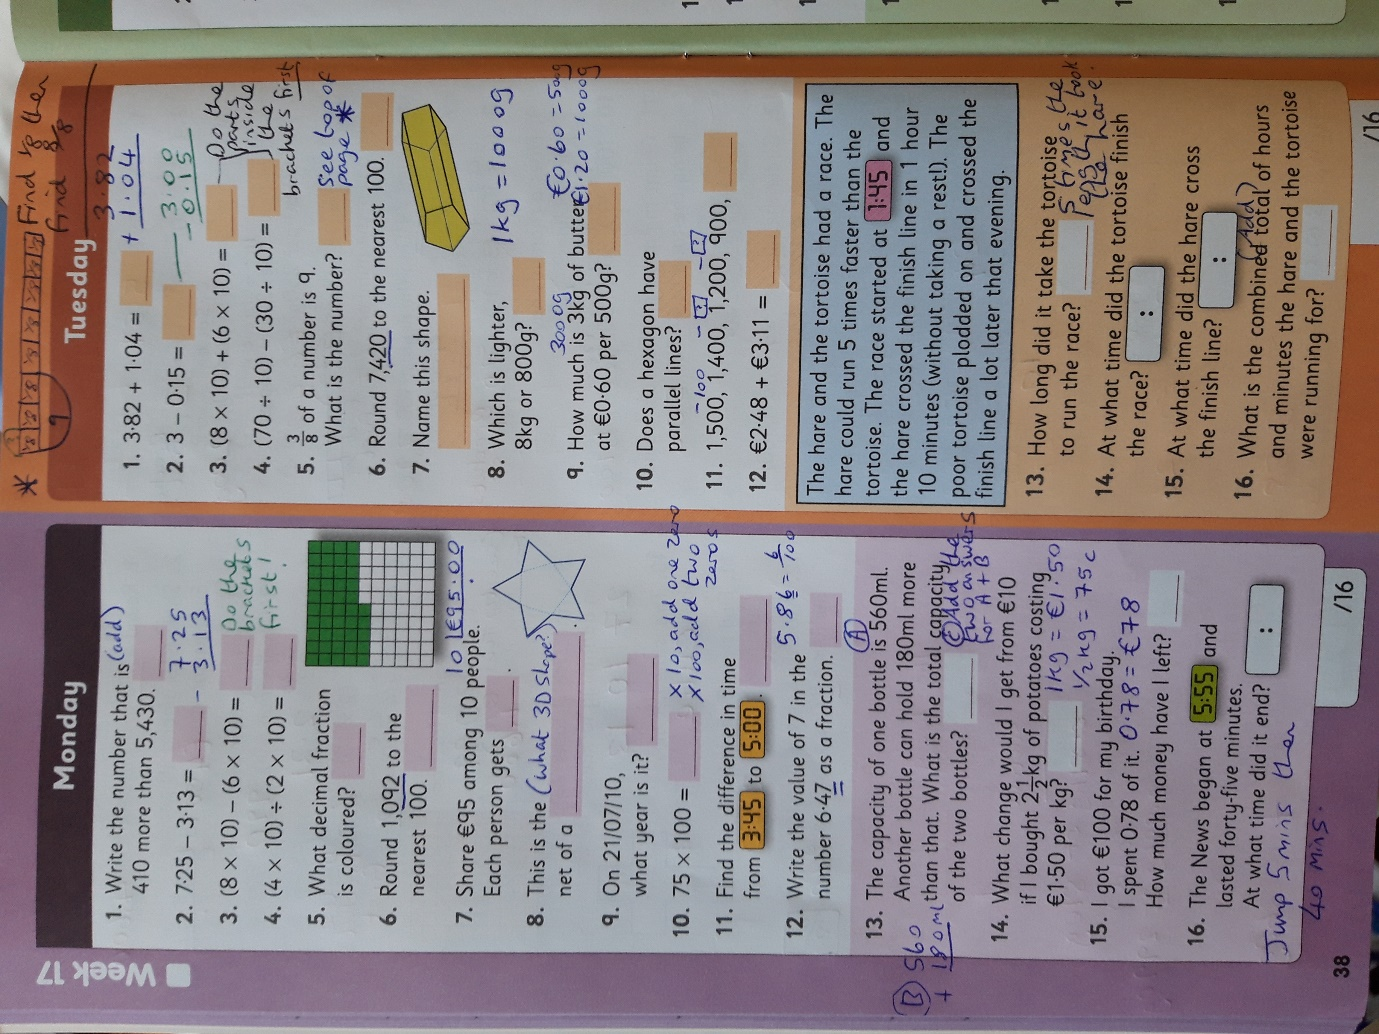 Week 17
Monday
1. Write the number that is (add)
410 more than 5,430.
2. 7·25 – 3·13 =
7.25
- 3.13
3. (8 × 10) – (6 × 10) =
Do the
brackets
first!
4. (4 × 10) ÷ (2 × 10) =
5. What decimal fraction
is coloured?
6. Round 1,092 to the
nearest 100.
7. Share €95 among 10 people.
Each person gets .
10 €95.00
8. This is the (What 3D shape?)
net of a
9. On 21/07/10,
what year is it?
10. 75 × 100 =
×10, add one zero
×100, add two
zeros
11. Find the difference in time
from 3:45 to 5:00 .
12. Write the value of 7 in the
number 6·47 as a fraction.
5.86 = 6/100
13. The capacity of one bottle is 560ml. (A)
Another bottle can hold 180ml more
than that. What is the total capacity
of the two bottles?
(B) 560
+ 180ml
(C) Add the
two answers
for A + B
14. What change would I get from €10
if I bought 2 1/2 kg of potatoes costing
€1·50 per kg?
1kg = €1.50
1/2kg = 75c
15. I got €100 for my birthday.
I spent 0·78 of it. 0.78 = €78
How much money have I left?
16. The News began at 5:55 and
lasted forty-five minutes.
At what time did it end? :
Jump 5 mins then
40 mins.
/16
38
* 1/8 1/8 1/8 1/8 1/8 1/8 1/8 1/8 Find 1/8 then
find 8/8
9
Tuesday
1. 3·82 + 1·04 =
3.82
+ 1.04
2. 3 – 0·15 =
3.00
- 0.15
3. (8 × 10) + (6 × 10) =
4. (70 ÷ 10) – (30 ÷ 10) =
Do the
parts
inside
the
brackets first
5. 3/8 of a number is 9.
What is the number?
See top of
page *
6. Round 7,420 to the nearest 100.
7. Name this shape.
8. Which is lighter,
8kg or 800g?
1kg = 1000g
3000g
9. How much is 3kg of butter
at €0·60 per 500g?
€0.60 = 500g
€1.20 = 1000g
10. Does a hexagon have
parallel lines?
-100 -? -?
11. 1,500, 1,400, 1,200, 900,
12. €2·48 + €3·11 =
The hare and the tortoise had a race. The
hare could run 5 times faster than the
tortoise. The race started at 1:45 and
the hare crossed the finish line in 1 hour
10 minutes (without taking a rest!). The
poor tortoise plodded on and crossed the
finish line a lot later that evening.
13. How long did it take the tortoise
to run the race?
5 times the
length it took
the hare.
14. At what time did the tortoise finish
the race? :
15. At what time did the hare cross
the finish line? :
(Add)
16. What is the combined total of hours
and minutes the hare and the tortoise
were running for?
/16